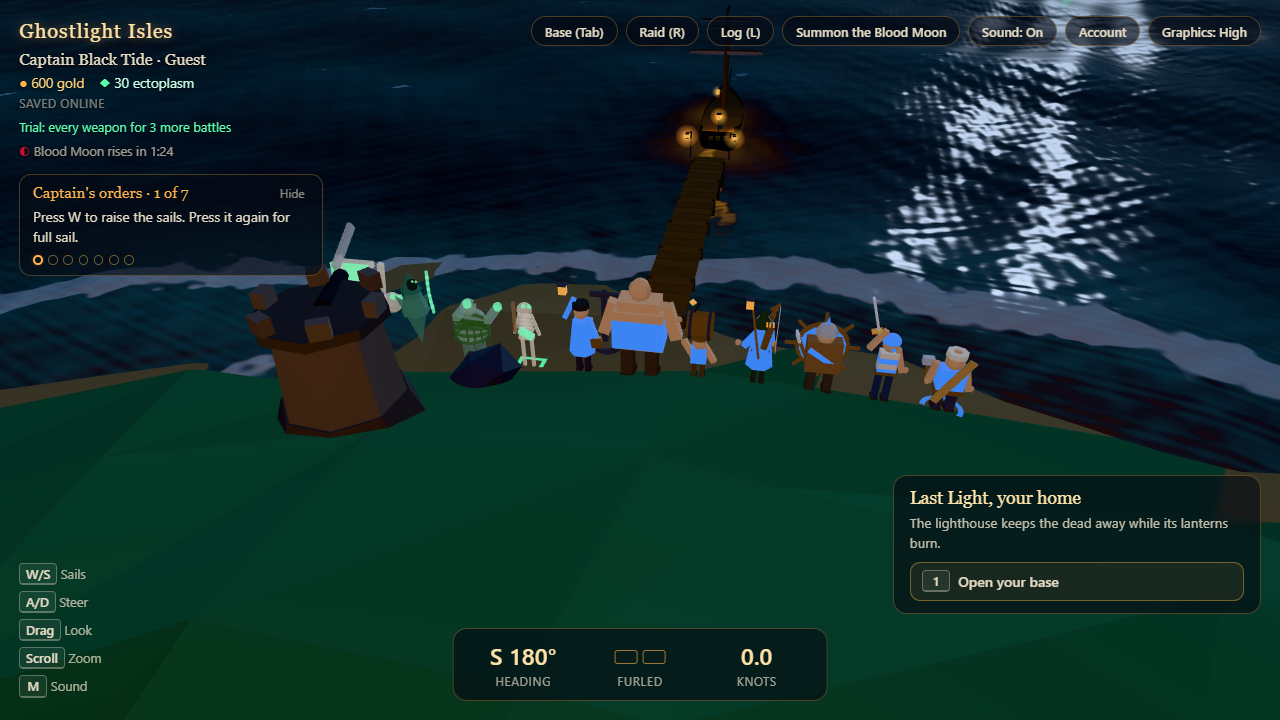 Ghostlight Isles
Captain Black Tide · Guest
600 gold 30 ectoplasm
SAVED ONLINE
Trial: every weapon for 3 more battles
Blood Moon rises in 1:24
Captain's orders · 1 of 7 Hide
Press W to raise the sails. Press it again for
full sail.
Base (Tab) Raid (R) Log (L) Summon the Blood Moon Sound: On Account Graphics: High
Last Light, your home
The lighthouse keeps the dead away while its lanterns
burn.
1 Open your base
W/S Sails
A/D Steer
Drag Look
Scroll Zoom
M Sound
S 180° 0.0
HEADING FURLED KNOTS